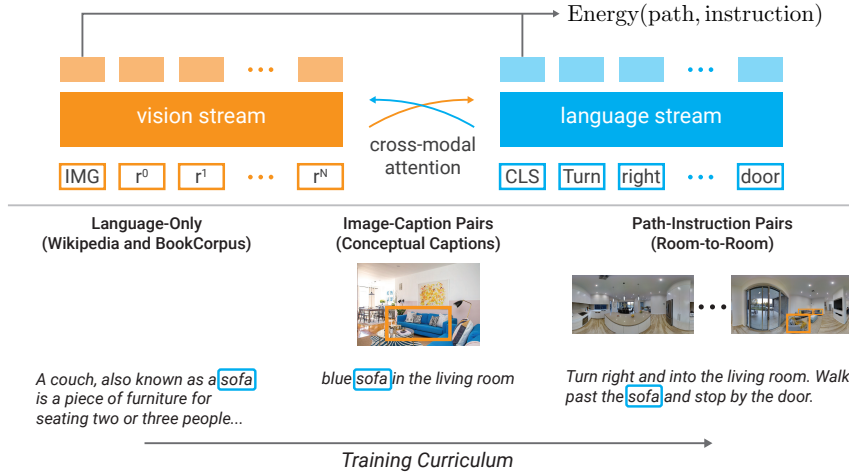 Energy(path, instruction)
vision stream
language stream
cross-modal
attention
IMG r⁰ r¹ ... rᴺ
CLS Turn right ... door
Language-Only
(Wikipedia and BookCorpus)
Image-Caption Pairs
(Conceptual Captions)
Path-Instruction Pairs
(Room-to-Room)
A couch, also known as a sofa
is a piece of furniture for
seating two or three people...
blue sofa in the living room
Turn right and into the living room. Walk
past the sofa and stop by the door.
Training Curriculum